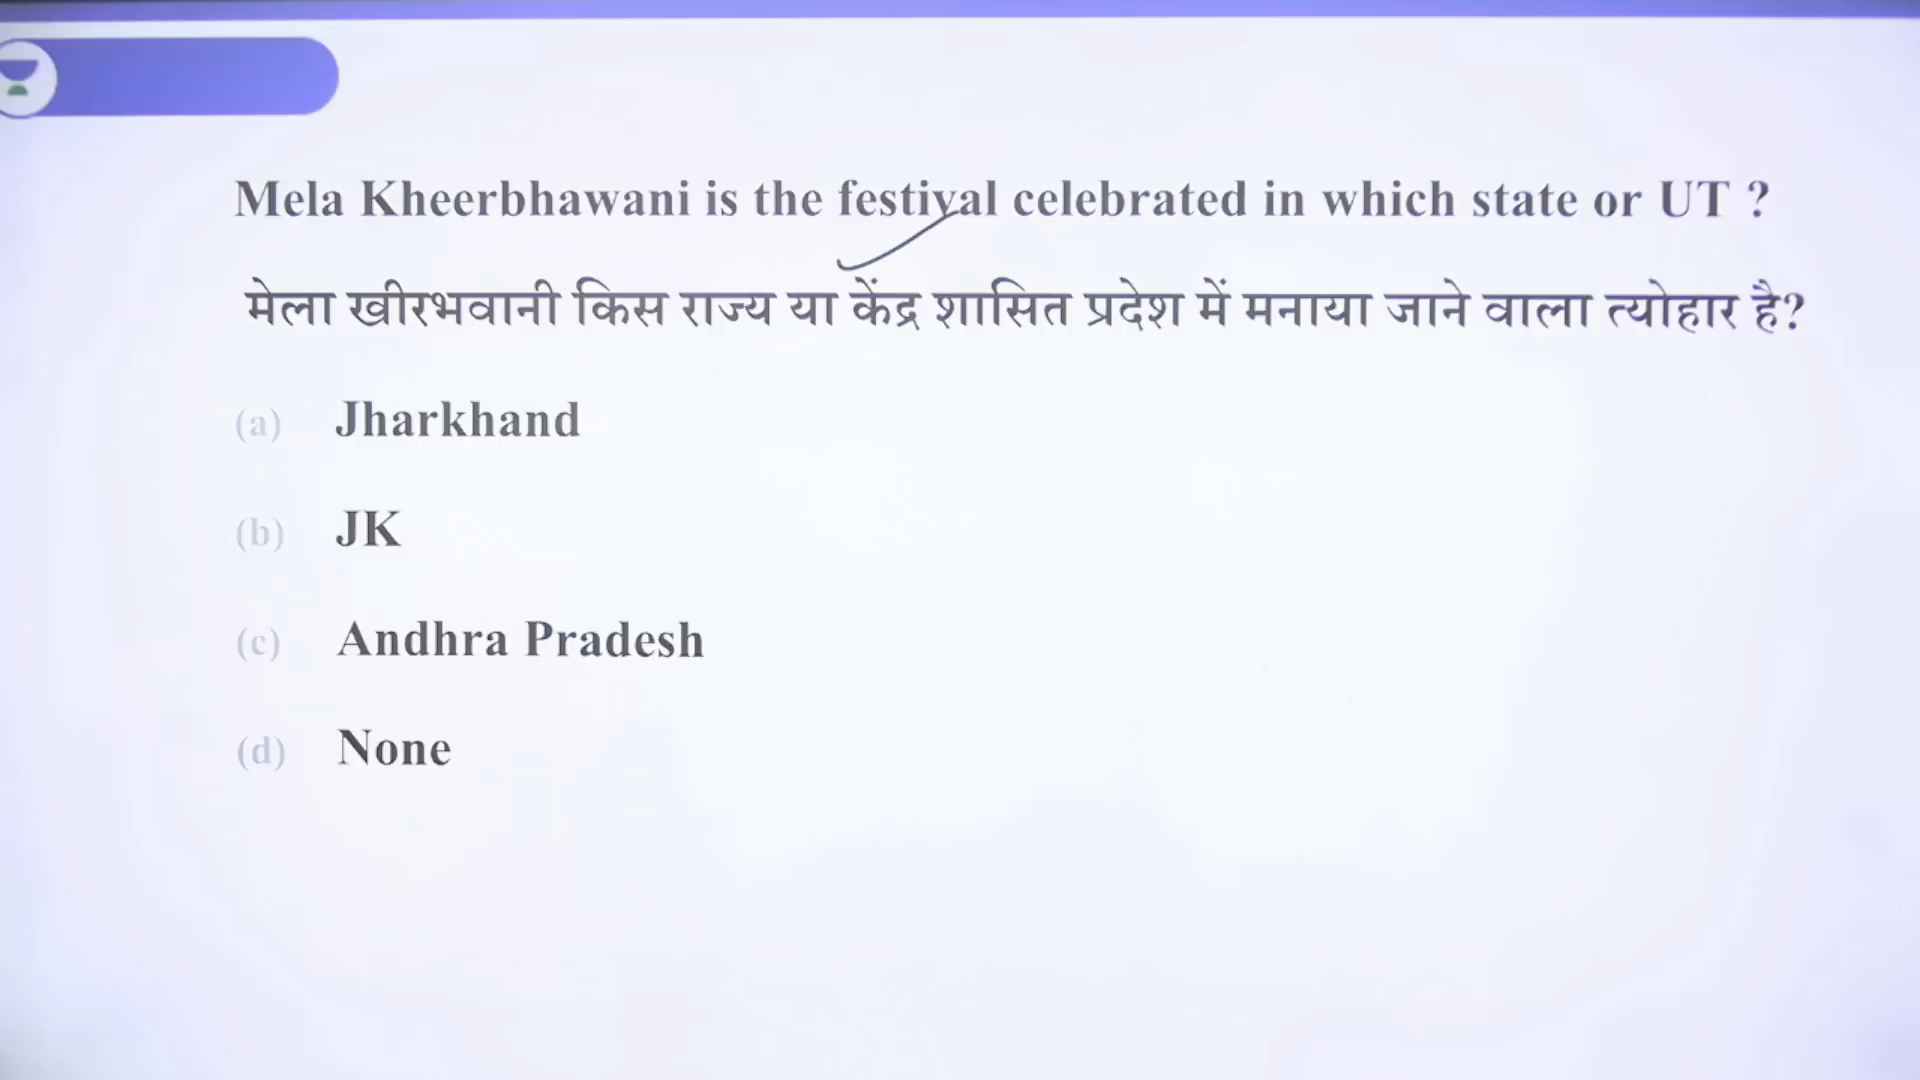 Mela Kheerbhawani is the festival celebrated in which state or UT ?
मेला खीरभवानी किस राज्य या केंद्र शासित प्रदेश में मनाया जाने वाला त्योहार है?
(a) Jharkhand
(b) JK
(c) Andhra Pradesh
(d) None